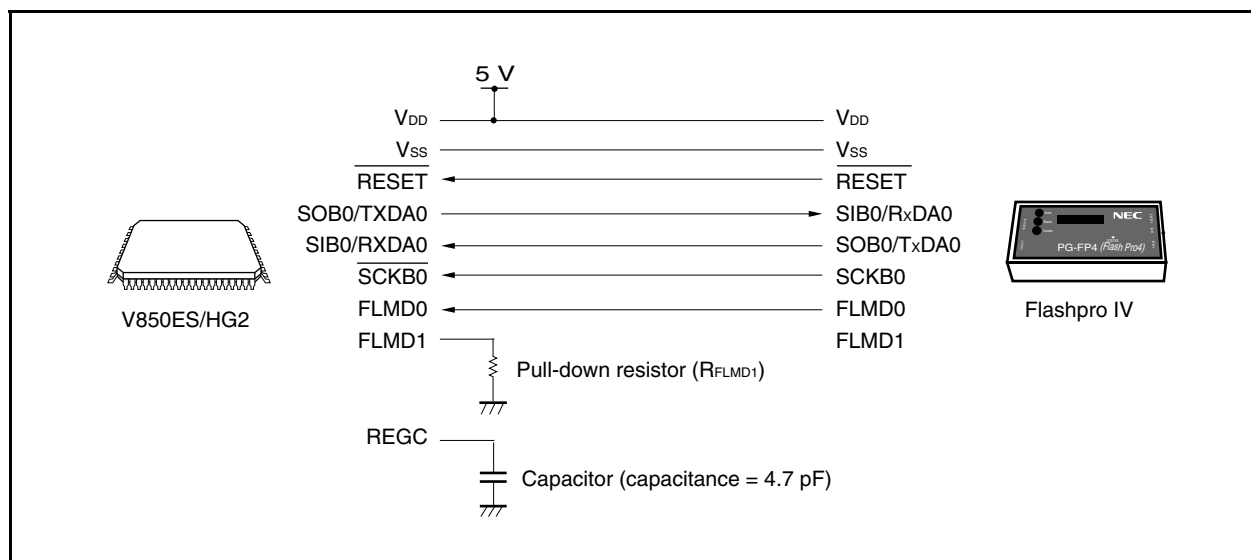 5 V
VDD VDD
VSS VSS
RESET RESET
SOB0/TXDA0 SIB0/RxDA0
SIB0/RXDA0 SOB0/TxDA0
SCKB0 SCKB0
FLMD0 FLMD0
FLMD1 FLMD1
V850ES/HG2
NEC
PG-FP4 (Flash Pro4)
Flashpro IV
Pull-down resistor (RFLMD1)
REGC
Capacitor (capacitance = 4.7 pF)